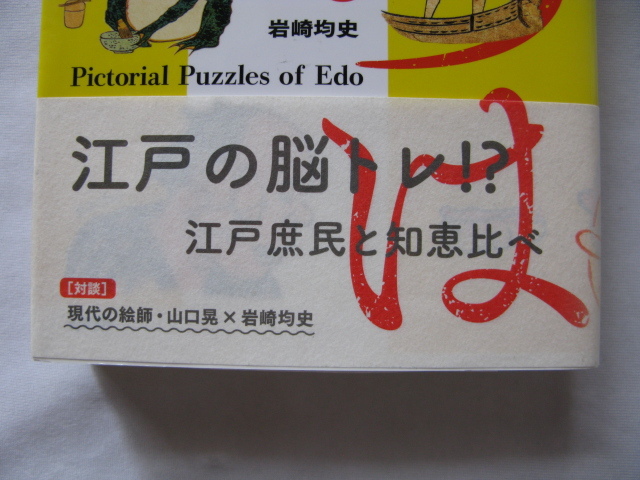 岩崎均史
Pictorial Puzzles of Edo
江戸の脳トレ!?
江戸庶民と知恵比べ
は
[対談]
現代の絵師・山口晃×岩崎均史